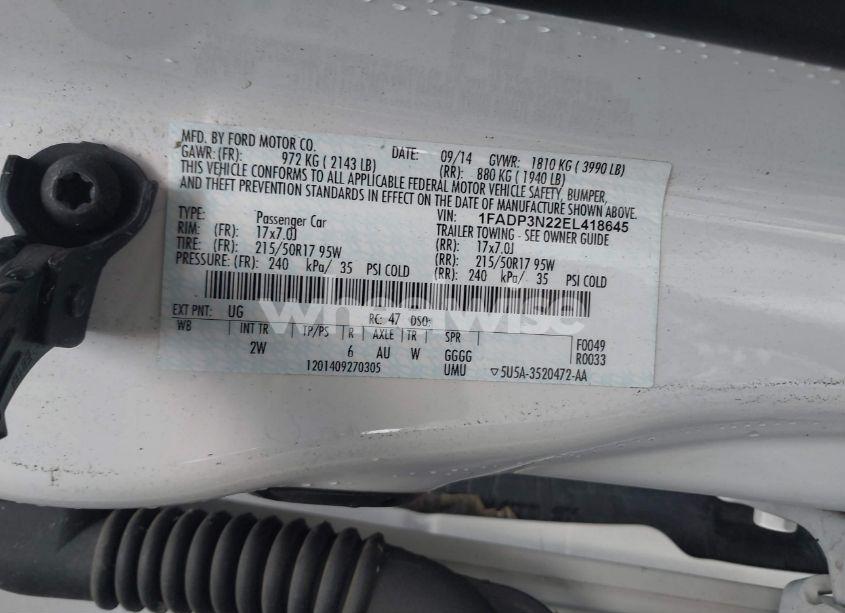 MFD. BY FORD MOTOR CO.
DATE: 09/14 GVWR: 1810 KG ( 3990 LB)
GAWR: (FR): 972 KG ( 2143 LB) (RR): 880 KG ( 1940 LB)
THIS VEHICLE CONFORMS TO ALL APPLICABLE FEDERAL MOTOR VEHICLE SAFETY, BUMPER,
AND THEFT PREVENTION STANDARDS IN EFFECT ON THE DATE OF MANUFACTURE SHOWN ABOVE.
TYPE: Passenger Car VIN: 1FADP3N22EL418645
TRAILER TOWING - SEE OWNER GUIDE
RIM: (FR): 17x7.0J (RR): 17x7.0J
TIRE: (FR): 215/50R17 95W (RR): 215/50R17 95W
PRESSURE: (FR): 240 kPa/ 35 PSI COLD (RR): 240 kPa/ 35 PSI COLD
wheelwise
EXT PNT: UG RC: 47 DSO:
WB INT TR TP/PS R AXLE TR SPR F0049
2W 6 AU W GGGG R0033
1201409270305 UMU ▽5U5A-3520472-AA